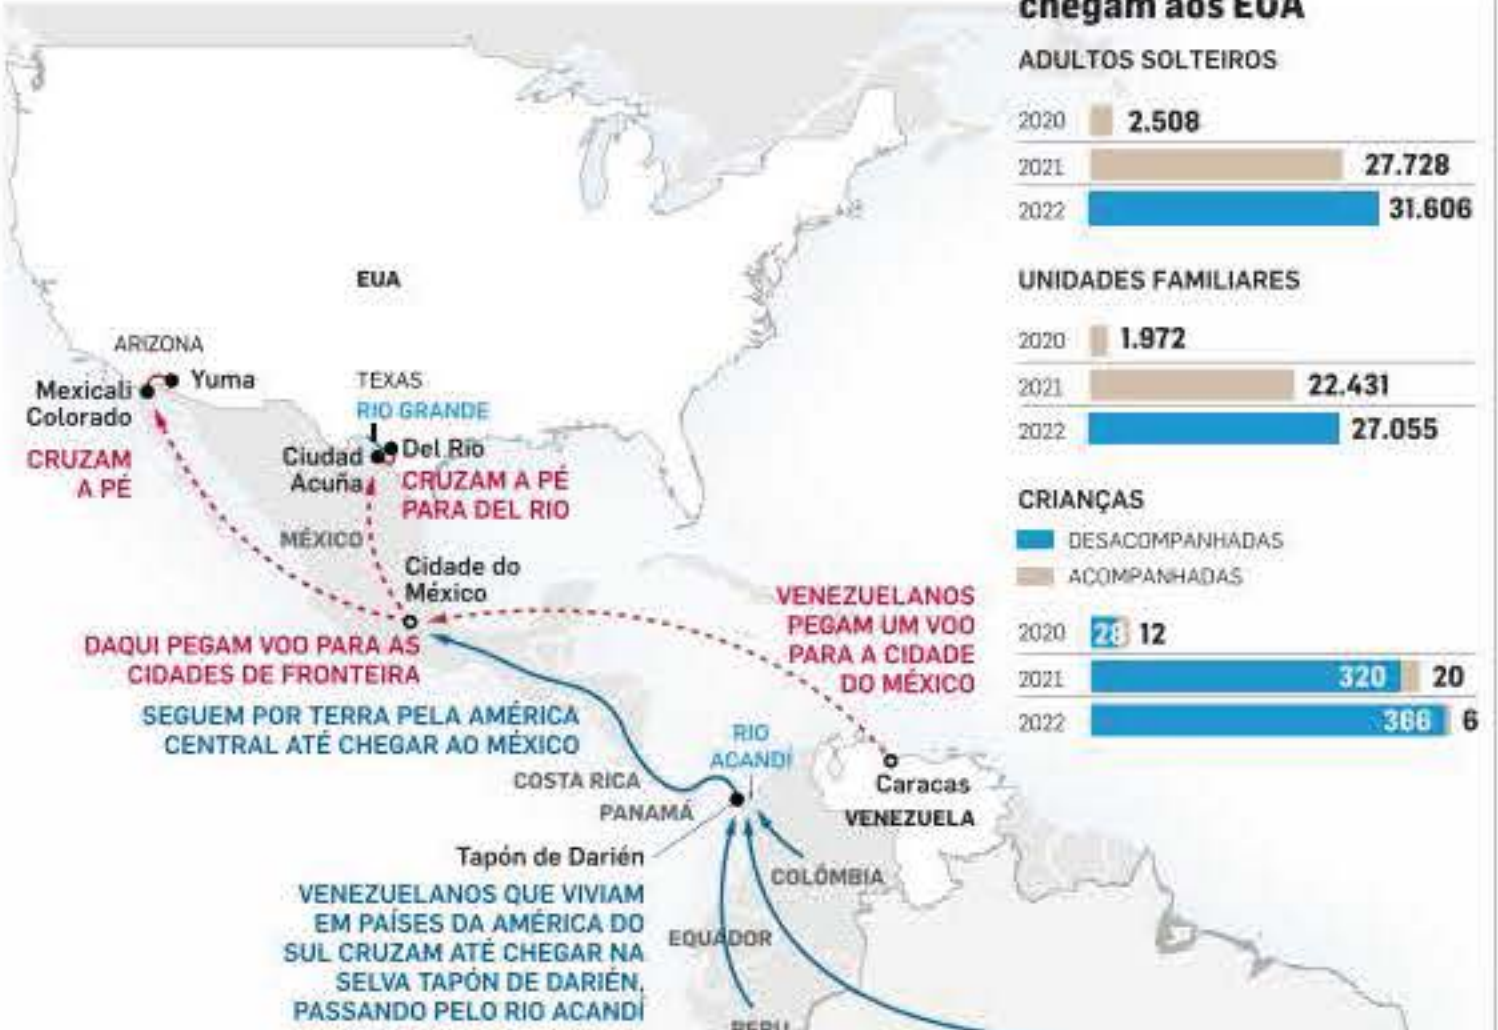 chegam aos EUA
ADULTOS SOLTEIROS
2020 2.508
2021 27.728
2022 31.606
UNIDADES FAMILIARES
2020 1.972
2021 22.431
2022 27.055
CRIANÇAS
DESACOMPANHADAS
ACOMPANHADAS
2020 28 12
2021 320 20
2022 366 6
EUA
ARIZONA
Yuma
Mexicali
Colorado
CRUZAM
A PÉ
TEXAS
RIO GRANDE
Del Rio
Ciudad
Acuña
CRUZAM A PÉ
PARA DEL RIO
MÉXICO
Cidade do
México
DAQUI PEGAM VOO PARA AS
CIDADES DE FRONTEIRA
VENEZUELANOS
PEGAM UM VOO
PARA A CIDADE
DO MÉXICO
SEGUEM POR TERRA PELA AMÉRICA
CENTRAL ATÉ CHEGAR AO MÉXICO
RIO
ACANDÍ
Caracas
VENEZUELA
COSTA RICA
PANAMÁ
Tapón de Darién
COLÔMBIA
VENEZUELANOS QUE VIVIAM
EM PAÍSES DA AMÉRICA DO
SUL CRUZAM ATÉ CHEGAR NA
SELVA TAPÓN DE DARIÉN,
PASSANDO PELO RIO ACANDÍ
EQUADOR
PERU